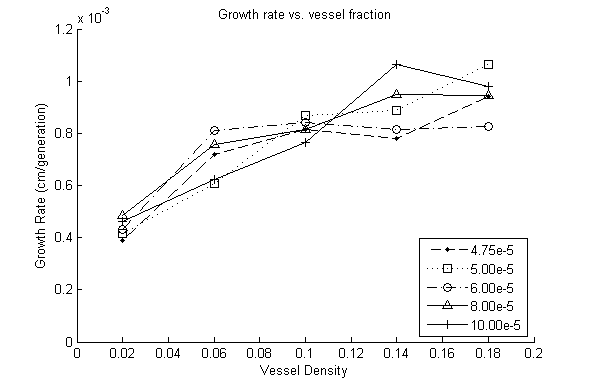 Growth rate vs. vessel fraction
x 10^-3
1.2
1
0.8
0.6
0.4
0.2
0
Growth Rate (cm/generation)
4.75e-5
5.00e-5
6.00e-5
8.00e-5
10.00e-5
0 0.02 0.04 0.06 0.08 0.1 0.12 0.14 0.16 0.18 0.2
Vessel Density